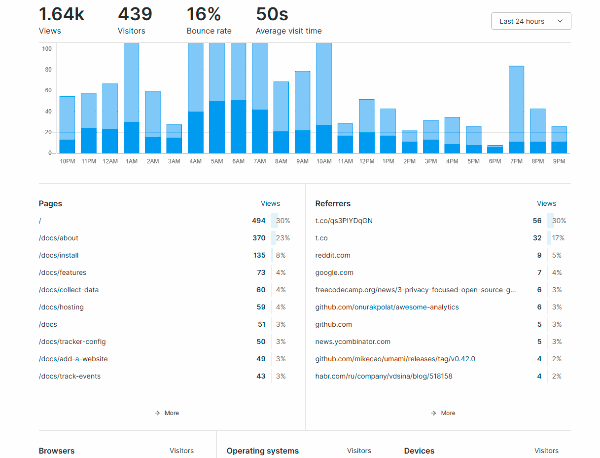 1.64k 439 16% 50s
Views Visitors Bounce rate Average visit time
Last 24 hours
100
80
60
40
20
0
10PM 11PM 12AM 1AM 2AM 3AM 4AM 5AM 6AM 7AM 8AM 9AM 10AM 11AM 12PM 1PM 2PM 3PM 4PM 5PM 6PM 7PM 8PM 9PM
Pages Views
/ 494 30%
/docs/about 370 23%
/docs/install 135 8%
/docs/features 73 4%
/docs/collect-data 60 4%
/docs/hosting 59 4%
/docs 51 3%
/docs/tracker-config 50 3%
/docs/add-a-website 49 3%
/docs/track-events 43 3%
More
Referrers Views
t.co/qs3PlYDqGN 56 30%
t.co 32 17%
reddit.com 9 5%
google.com 7 4%
freecodecamp.org/news/3-privacy-focused-open-source-g... 6 3%
github.com/onurakpolat/awesome-analytics 6 3%
github.com 5 3%
news.ycombinator.com 5 3%
github.com/mikecao/umami/releases/tag/v0.42.0 4 2%
habr.com/ru/company/vdsina/blog/518158 4 2%
More
Browsers Visitors
Operating systems Visitors
Devices Visitors